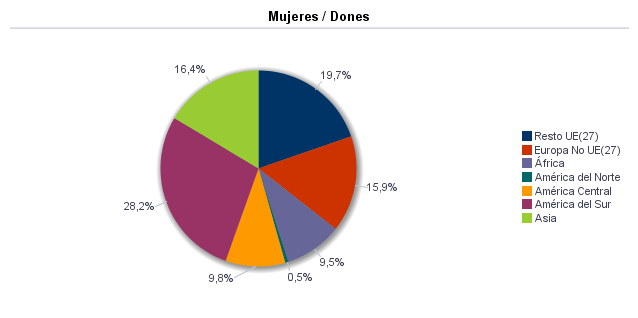 Mujeres / Dones
16,4%
19,7%
15,9%
28,2%
9,8%
0,5%
9,5%
Resto UE(27)
Europa No UE(27)
África
América del Norte
América Central
América del Sur
Asia